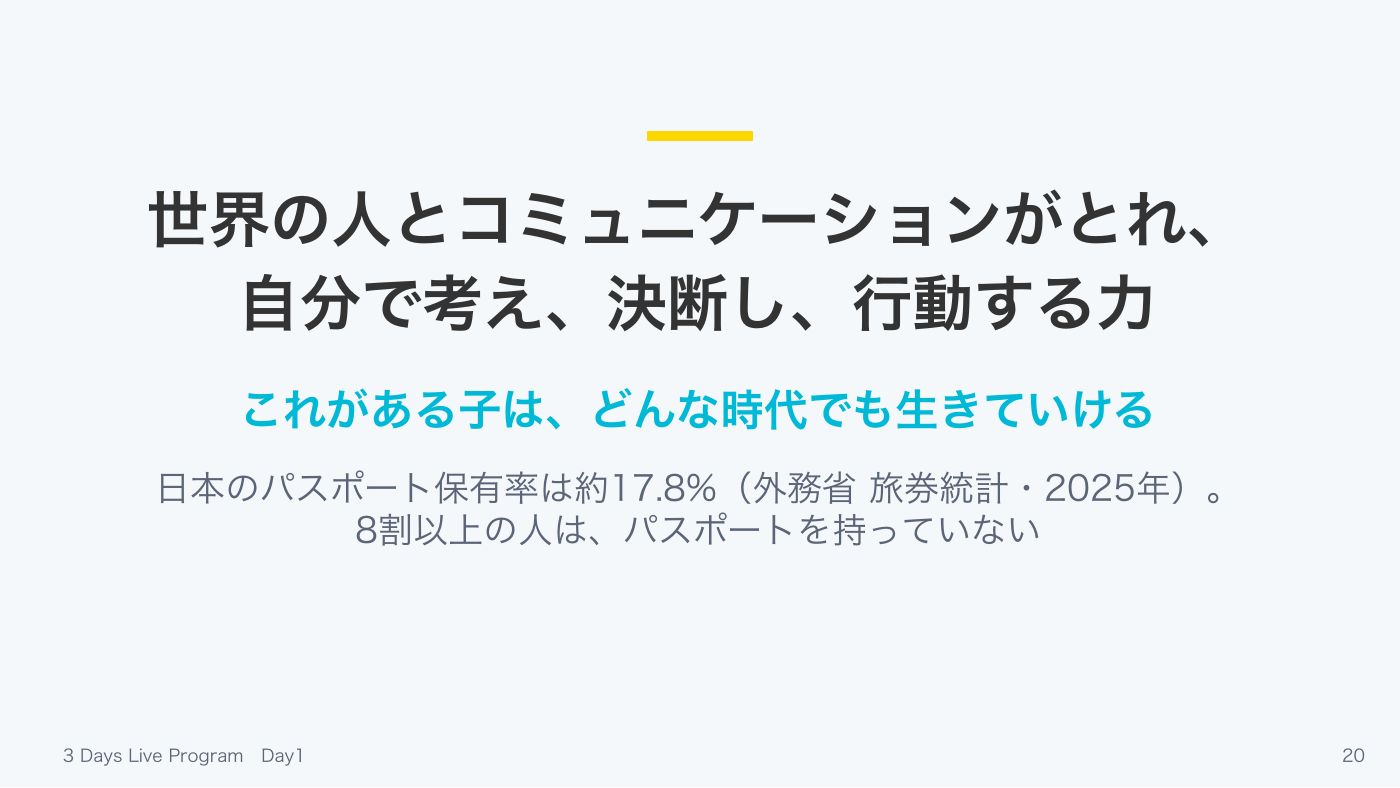 世界の人とコミュニケーションがとれ、
自分で考え、決断し、行動する力
これがある子は、どんな時代でも生きていける
日本のパスポート保有率は約17.8%（外務省 旅券統計・2025年）。
8割以上の人は、パスポートを持っていない
3 Days Live Program　Day1
20